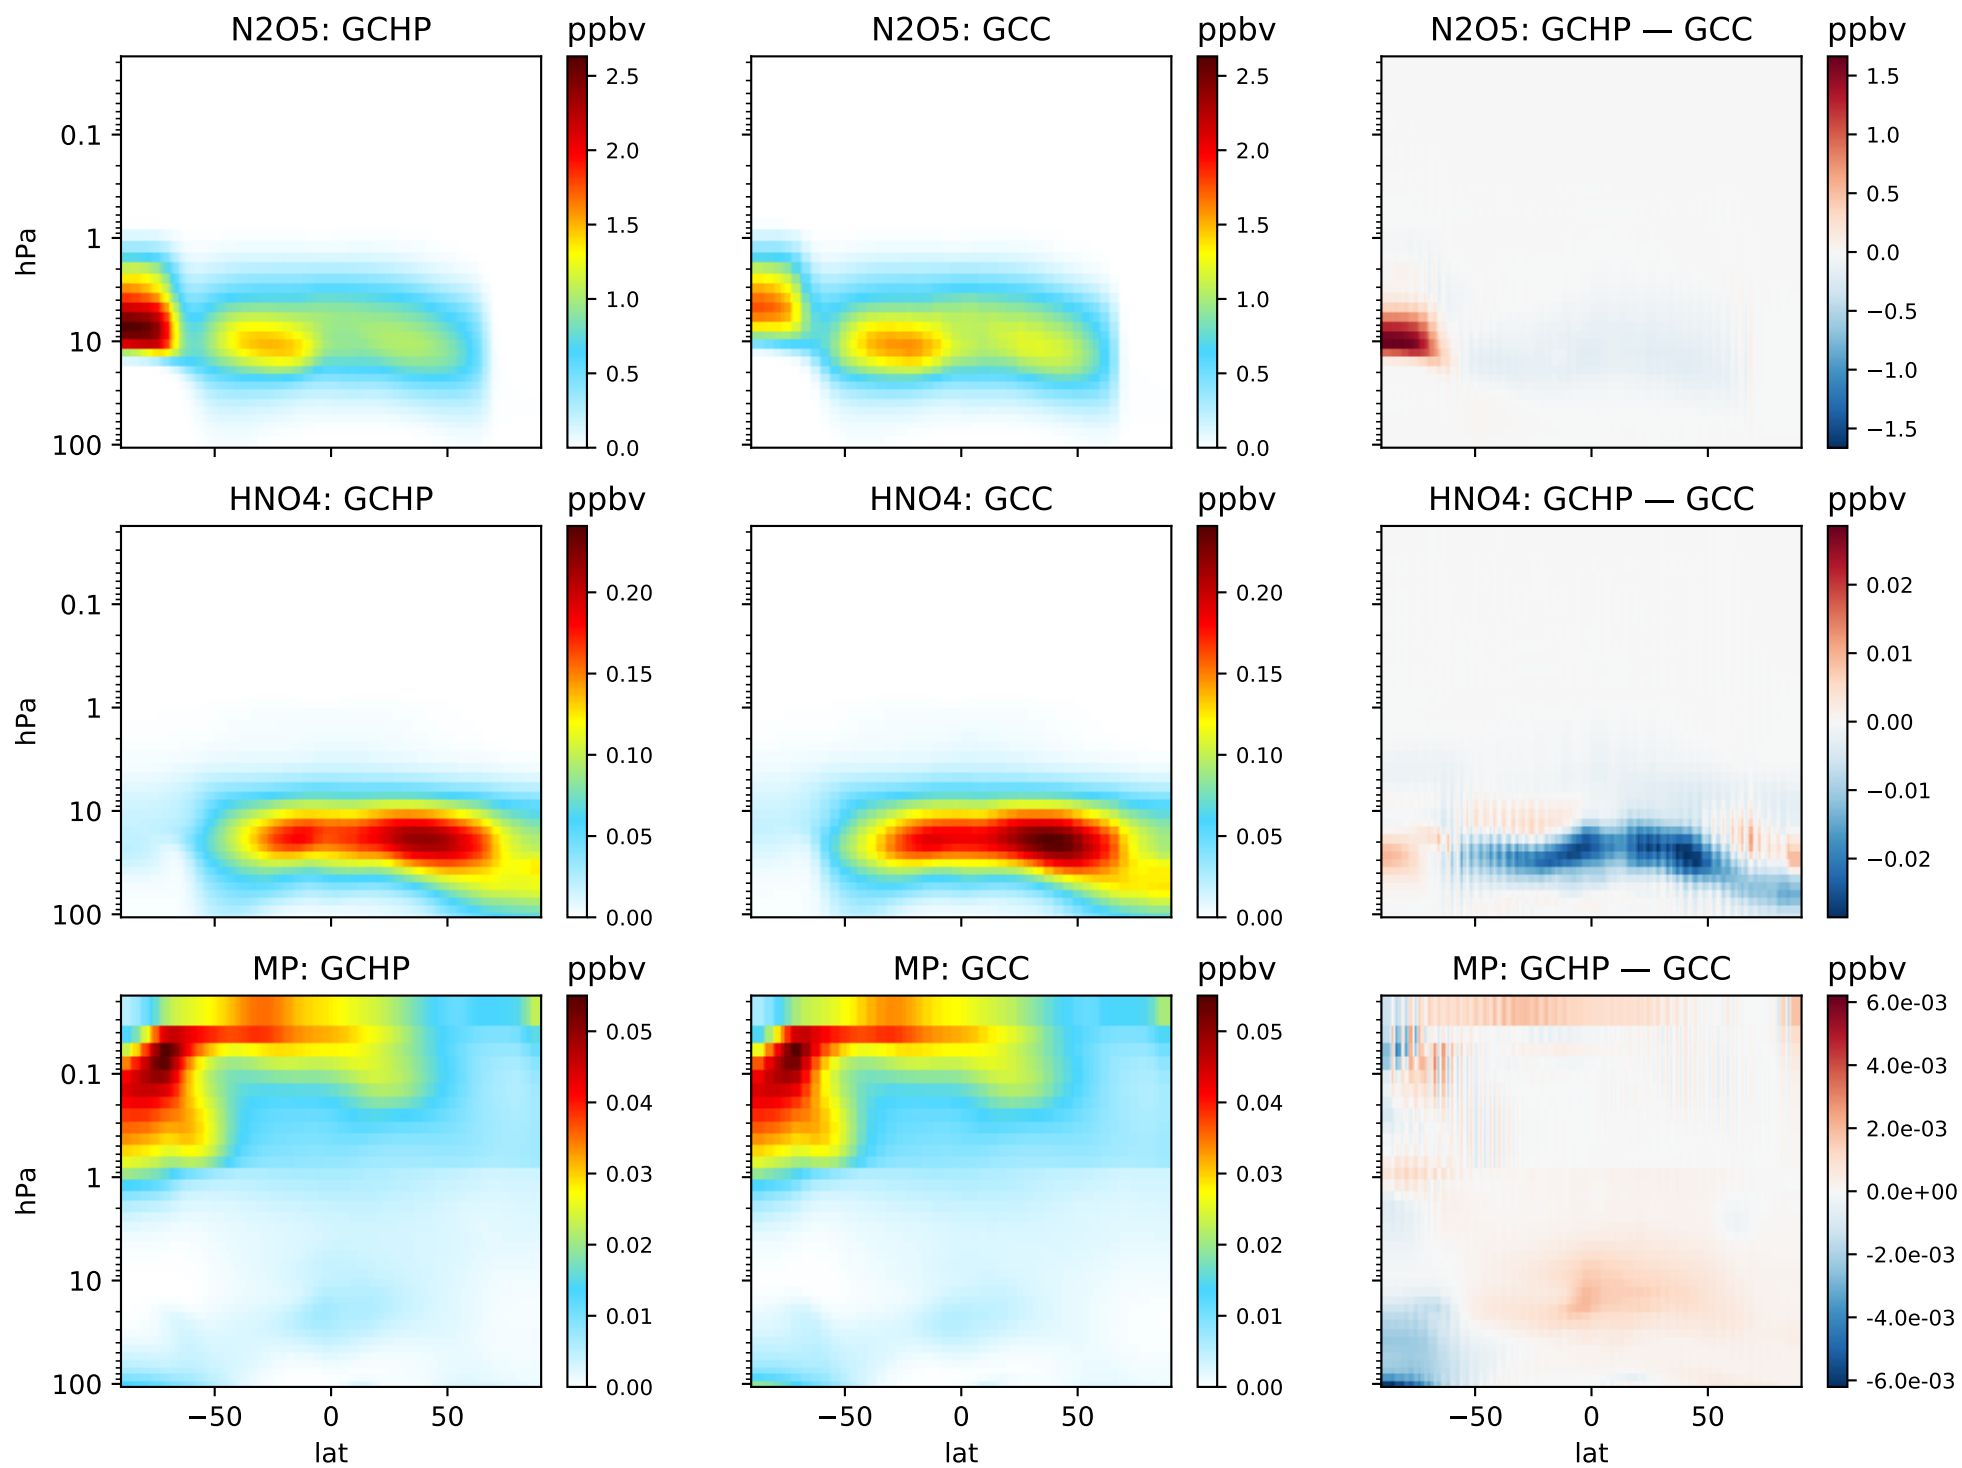 N2O5: GCHP
ppbv
N2O5: GCC
ppbv
N2O5: GCHP — GCC
ppbv
hPa
0.1
1
10
100
2.5
2.0
1.5
1.0
0.5
0.0
2.5
2.0
1.5
1.0
0.5
0.0
1.5
1.0
0.5
0.0
−0.5
−1.0
−1.5
HNO4: GCHP
ppbv
HNO4: GCC
ppbv
HNO4: GCHP — GCC
ppbv
hPa
0.1
1
10
100
0.20
0.15
0.10
0.05
0.00
0.20
0.15
0.10
0.05
0.00
0.02
0.01
0.00
−0.01
−0.02
MP: GCHP
ppbv
MP: GCC
ppbv
MP: GCHP — GCC
ppbv
hPa
0.1
1
10
100
0.05
0.04
0.03
0.02
0.01
0.00
0.05
0.04
0.03
0.02
0.01
0.00
6.0e-03
4.0e-03
2.0e-03
0.0e+00
-2.0e-03
-4.0e-03
-6.0e-03
−50 0 50
−50 0 50
−50 0 50
lat
lat
lat